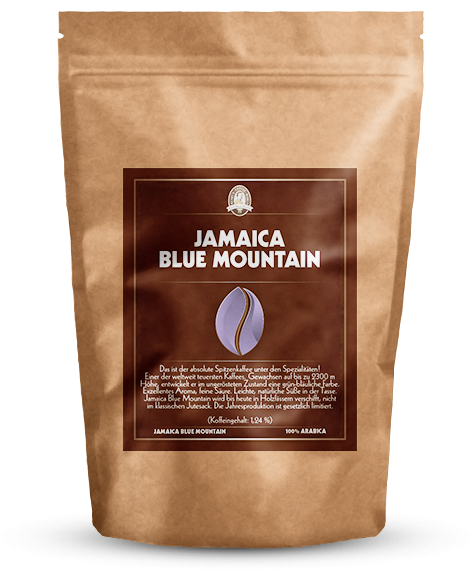 JAMAICA
BLUE MOUNTAIN
Das ist der absolute Spitzenkaffee unter den Spezialitäten!
Einer der weltweit teuersten Kaffees. Gewachsen auf bis zu 2300 m
Höhe, entwickelt er im ungerösteten Zustand eine grün-bläuliche Farbe.
Exzellentes Aroma, feine Säure. Leichte, natürliche Süße in der Tasse.
Jamaica Blue Mountain wird bis heute in Holzfässern verschifft, nicht
im klassischen Jutesack. Die Jahresproduktion ist gesetzlich limitiert.
(Koffeingehalt: 1,24 %)
JAMAICA BLUE MOUNTAIN 100% ARABICA